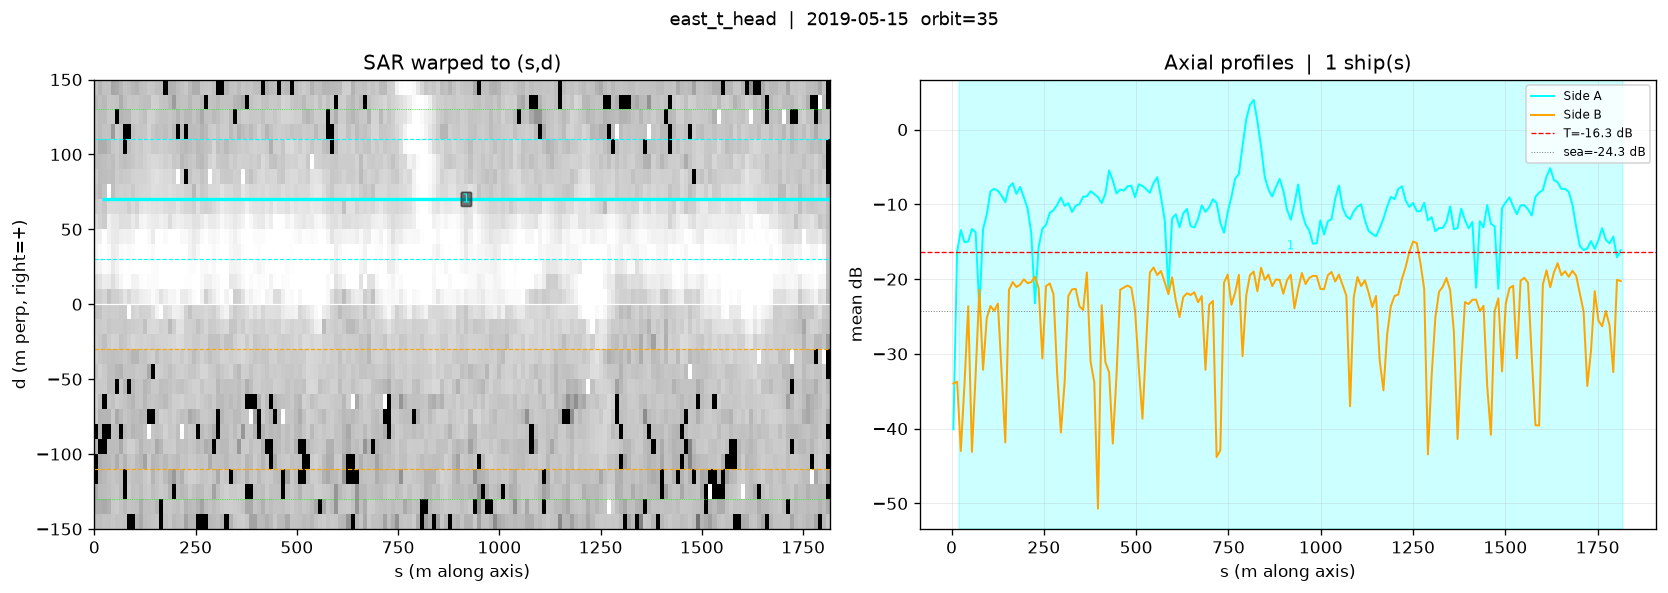 east_t_head  |  2019-05-15  orbit=35
SAR warped to (s,d)
150
100
50
0
−50
−100
−150
d (m perp, right=+)
1
0
250
500
750
1000
1250
1500
1750
s (m along axis)
Axial profiles  |  1 ship(s)
0
−10
−20
−30
−40
−50
mean dB
Side A
Side B
T=-16.3 dB
sea=-24.3 dB
1
0
250
500
750
1000
1250
1500
1750
s (m along axis)